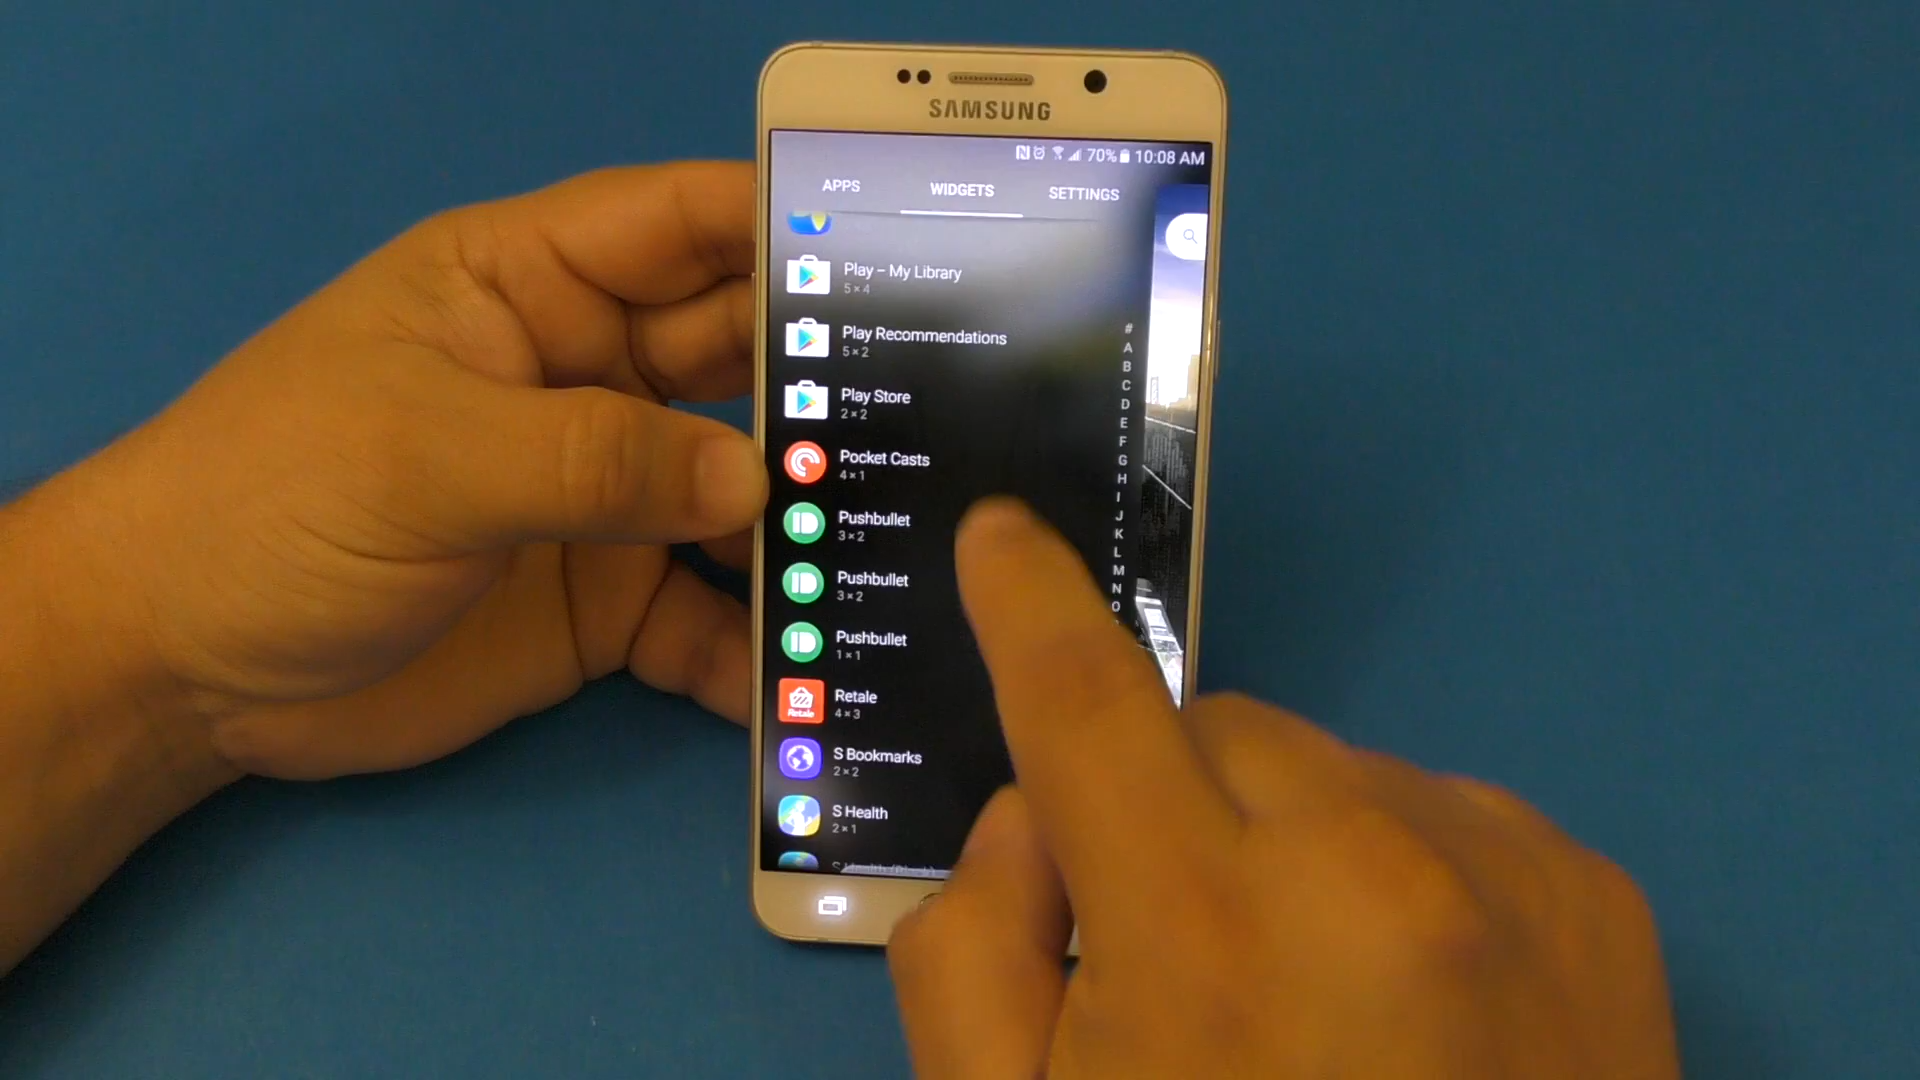 SAMSUNG
70% 10:08 AM
APPS WIDGETS SETTINGS
Play – My Library
5 × 4
Play Recommendations
5 × 2
Play Store
2 × 2
Pocket Casts
4 × 1
Pushbullet
3 × 2
Pushbullet
3 × 2
Pushbullet
1 × 1
Retale
Retale
4 × 3
S Bookmarks
2 × 2
S Health
2 × 1
#
A
B
C
D
E
F
G
H
I
J
K
L
M
N
O